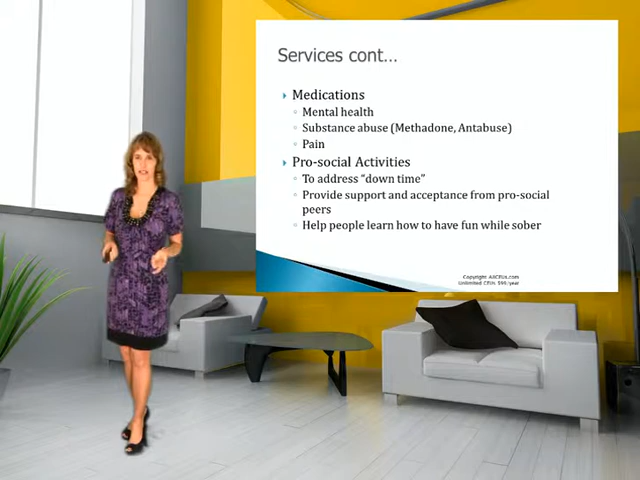 Services cont...
Medications
Mental health
Substance abuse (Methadone, Antabuse)
Pain
Pro-social Activities
To address “down time”
Provide support and acceptance from pro-social
peers
Help people learn how to have fun while sober
Copyright AllCEUs.com
Unlimited CEUs $99/year